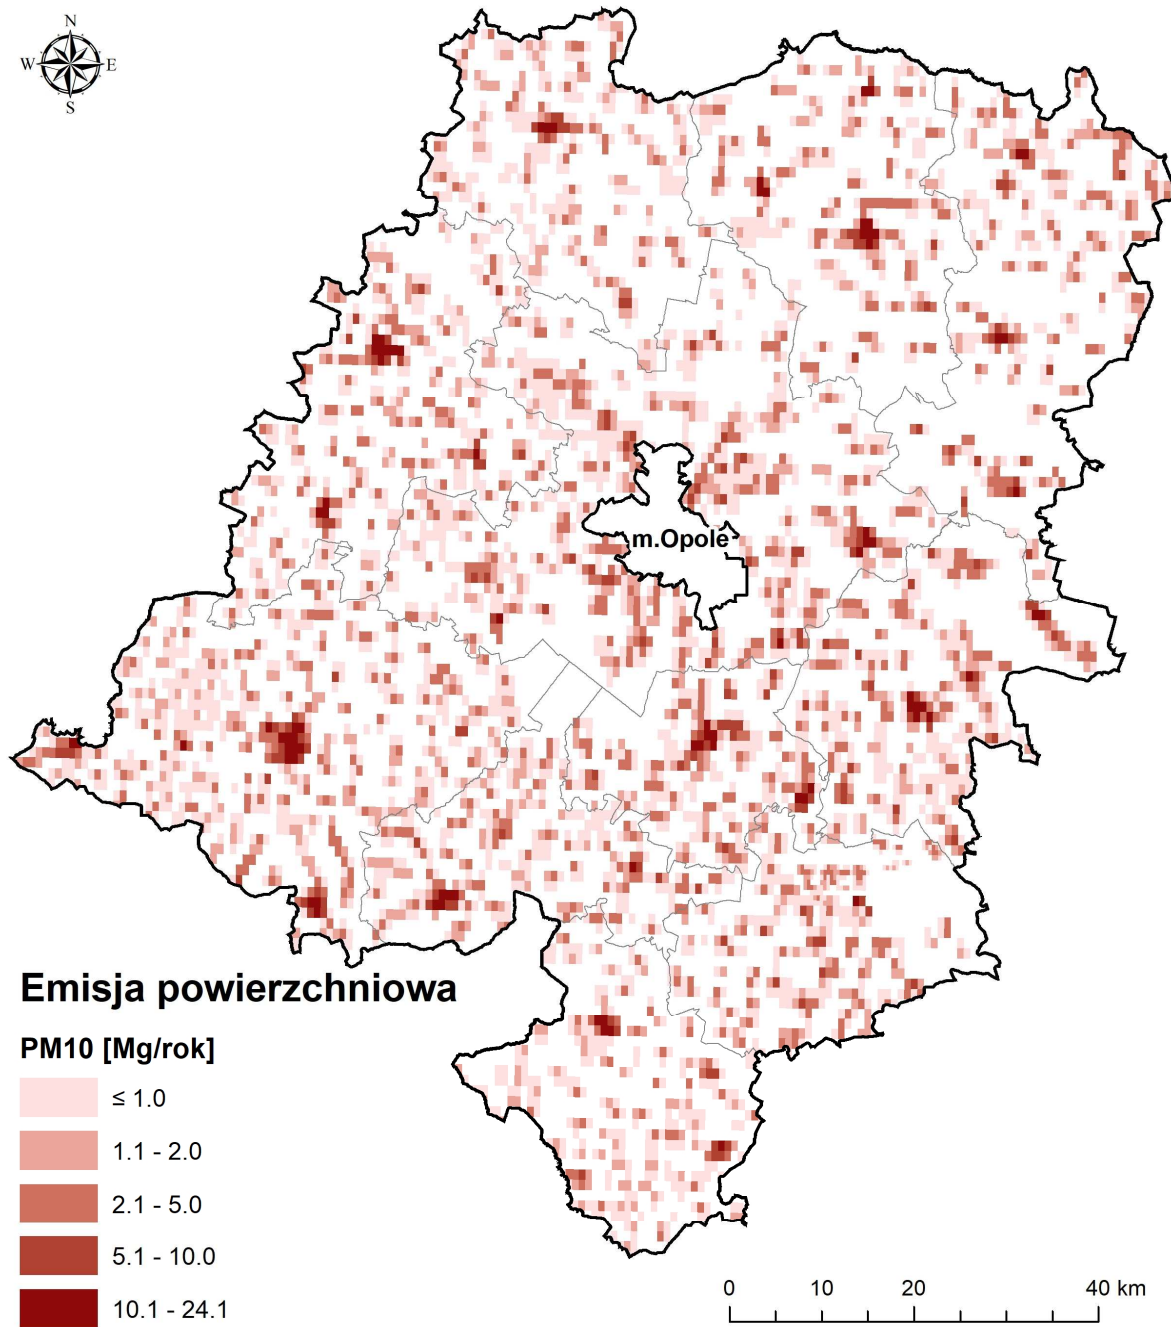 N
W E
S
m.Opole
Emisja powierzchniowa
PM10 [Mg/rok]
≤ 1.0
1.1 - 2.0
2.1 - 5.0
5.1 - 10.0
10.1 - 24.1
0 10 20 40 km